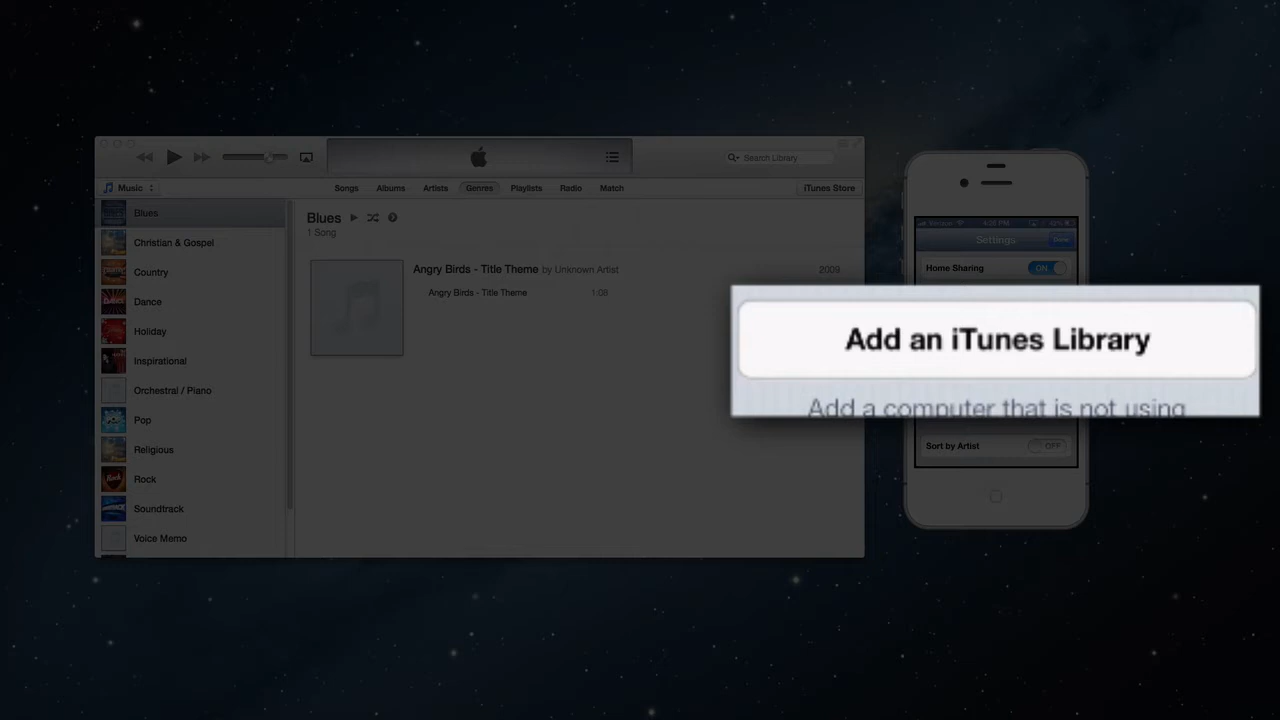 Search Library
Music
Songs
Albums
Artists
Genres
Playlists
Radio
Match
iTunes Store
Blues
Christian & Gospel
Country
Dance
Holiday
Inspirational
Orchestral / Piano
Pop
Religious
Rock
Soundtrack
Voice Memo
Blues
1 Song
Angry Birds - Title Theme by Unknown Artist
2009
Angry Birds - Title Theme
1:08
Verizon
Settings
Done
Home Sharing
ON
Add an iTunes Library
Add a computer that is not using
Sort by Artist
OFF